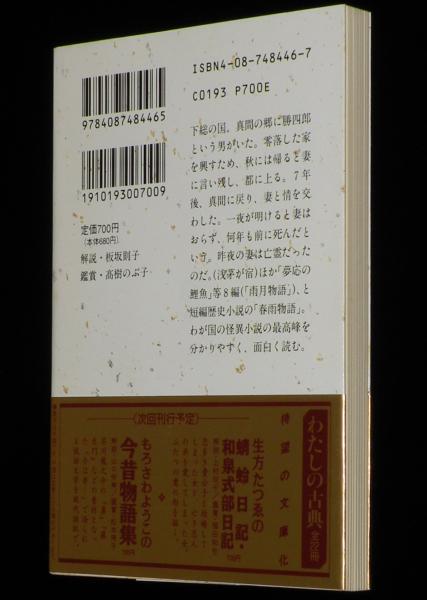 ISBN4-08-748446-7
C0193 P700E
9784087484465
1910193007009
定価700円
(本体680円)
解説・板坂則子
鑑賞・高樹のぶ子
下総の国、真間の郷に勝四郎
という男がいた。零落した家
を興すため、秋には帰ると妻
に言い残し、都に上る。7年
後、真間に戻り、妻と情を交
わした。一夜が明けると妻は
おらず、何年も前に死んだとい
う。昨夜の妻は亡霊だった
のだ。(浅茅が宿)ほか「夢応の
鯉魚」等8編(「雨月物語」)、と
短編歴史小説の「春雨物語」。
わが国の怪異小説の最高峰を
分かりやすく、面白く読む。
わたしの古典 全22冊
待望の文庫化
〈次回刊行予定〉
生方たつゑの
蜻蛉日記・
和泉式部日記
もろさわようこの
今昔物語集